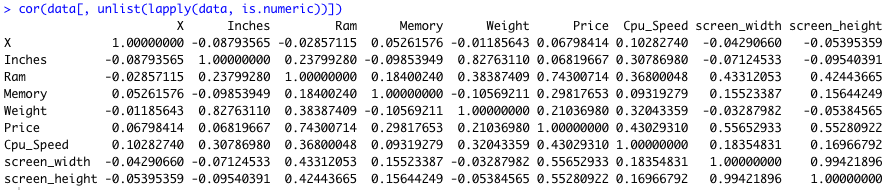 > cor(data[, unlist(lapply(data, is.numeric))])
X Inches Ram Memory Weight Price Cpu_Speed screen_width screen_height
X 1.00000000 -0.08793565 -0.02857115 0.05261576 -0.01185643 0.06798414 0.10282740 -0.04290660 -0.05395359
Inches -0.08793565 1.00000000 0.23799280 -0.09853949 0.82763110 0.06819667 0.30786980 -0.07124533 -0.09540391
Ram -0.02857115 0.23799280 1.00000000 0.18400240 0.38387409 0.74300714 0.36800048 0.43312053 0.42443665
Memory 0.05261576 -0.09853949 0.18400240 1.00000000 -0.10569211 0.29817653 0.09319279 0.15523387 0.15644249
Weight -0.01185643 0.82763110 0.38387409 -0.10569211 1.00000000 0.21036980 0.32043359 -0.03287982 -0.05384565
Price 0.06798414 0.06819667 0.74300714 0.29817653 0.21036980 1.00000000 0.43029310 0.55652933 0.55280922
Cpu_Speed 0.10282740 0.30786980 0.36800048 0.09319279 0.32043359 0.43029310 1.00000000 0.18354831 0.16966792
screen_width -0.04290660 -0.07124533 0.43312053 0.15523387 -0.03287982 0.55652933 0.18354831 1.00000000 0.99421896
screen_height -0.05395359 -0.09540391 0.42443665 0.15644249 -0.05384565 0.55280922 0.16966792 0.99421896 1.00000000